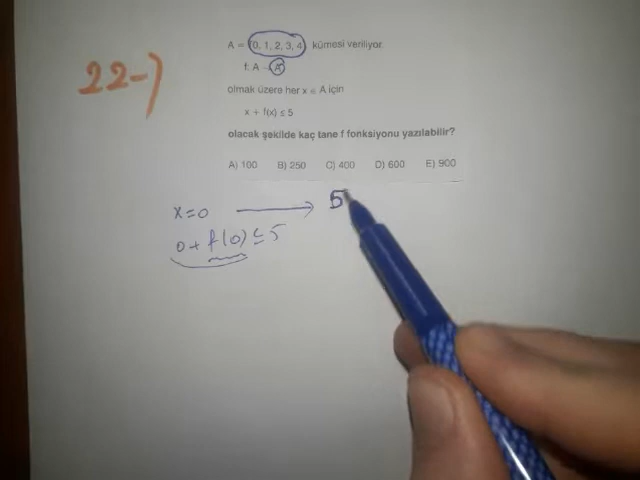 22-)
A = {0, 1, 2, 3, 4} kümesi veriliyor.
f: A → A
olmak üzere her x ∈ A için
x + f(x) ≤ 5
olacak şekilde kaç tane f fonksiyonu yazılabilir?
A) 100 B) 250 C) 400 D) 600 E) 900
x=0 → 5
0 + f(0) ≤ 5